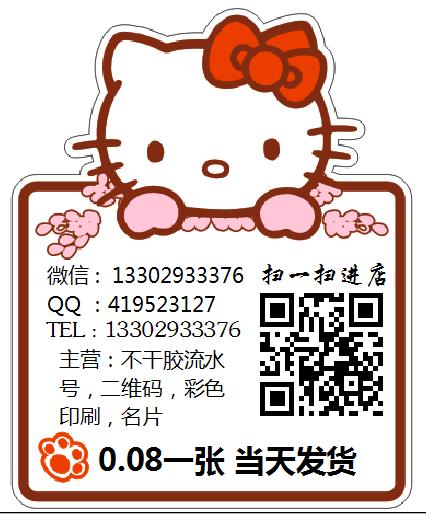 微信：13302933376 扫一扫进店
QQ ：419523127
TEL：13302933376
主营：不干胶流水
号，二维码，彩色
印刷，名片
0.08一张 当天发货